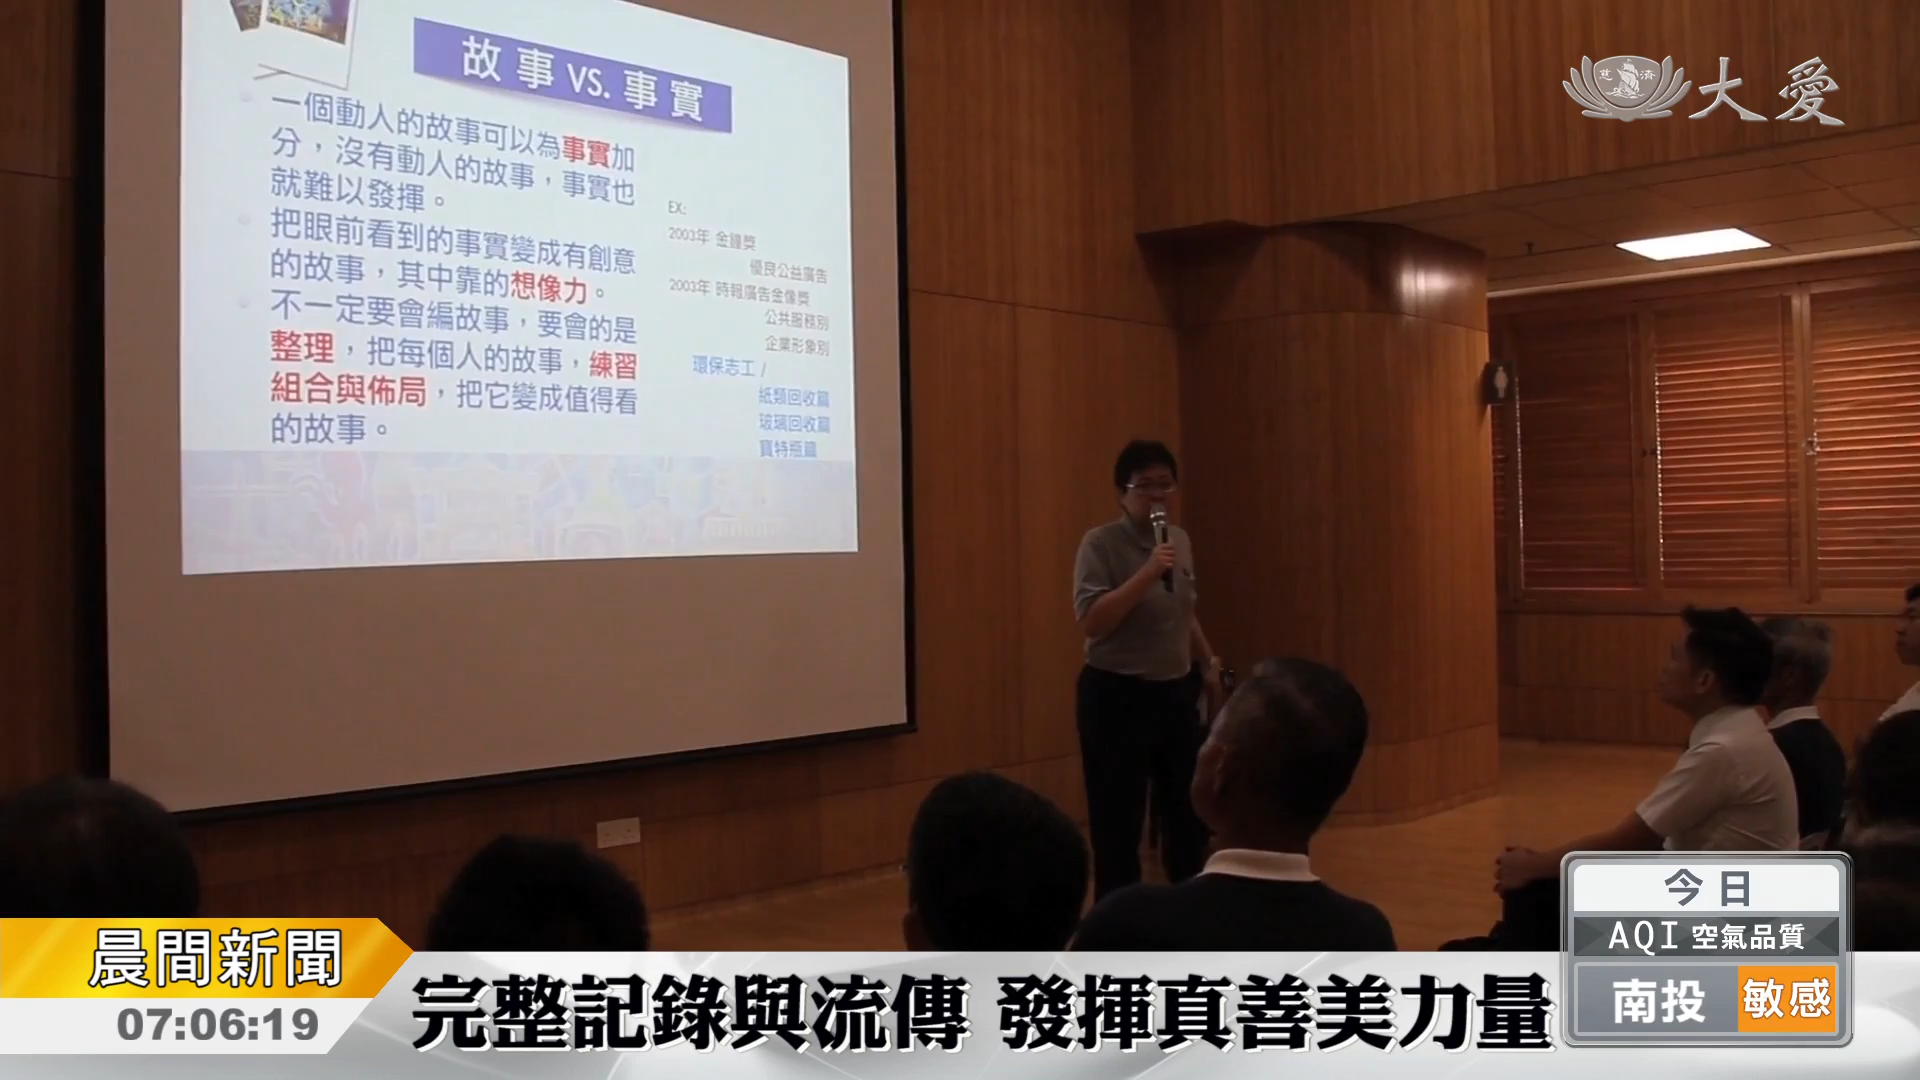 故事 VS. 事實
一個動人的故事可以為事實加
分，沒有動人的故事，事實也
就難以發揮。
把眼前看到的事實變成有創意
的故事，其中靠的想像力。
不一定要會編故事，要會的是
整理，把每個人的故事，練習
組合與佈局，把它變成值得看
的故事。
EX:
2003年 金鐘獎
優良公益廣告
2003年 時報廣告金像獎
公共服務別
企業形象別
環保志工 /
紙類回收篇
玻璃回收篇
寶特瓶篇
慈濟
大愛
今日
AQI 空氣品質
南投 敏感
晨間新聞
07:06:19
完整記錄與流傳 發揮真善美力量